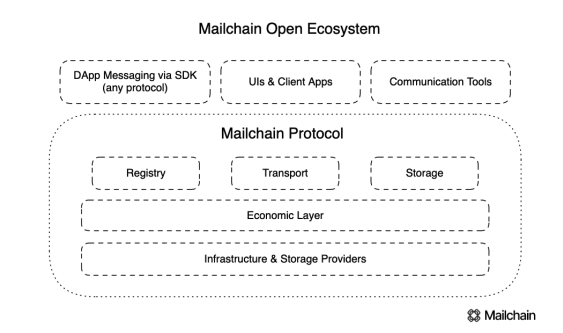 Mailchain Open Ecosystem
DApp Messaging via SDK
(any protocol)
UIs & Client Apps
Communication Tools
Mailchain Protocol
Registry
Transport
Storage
Economic Layer
Infrastructure & Storage Providers
Mailchain